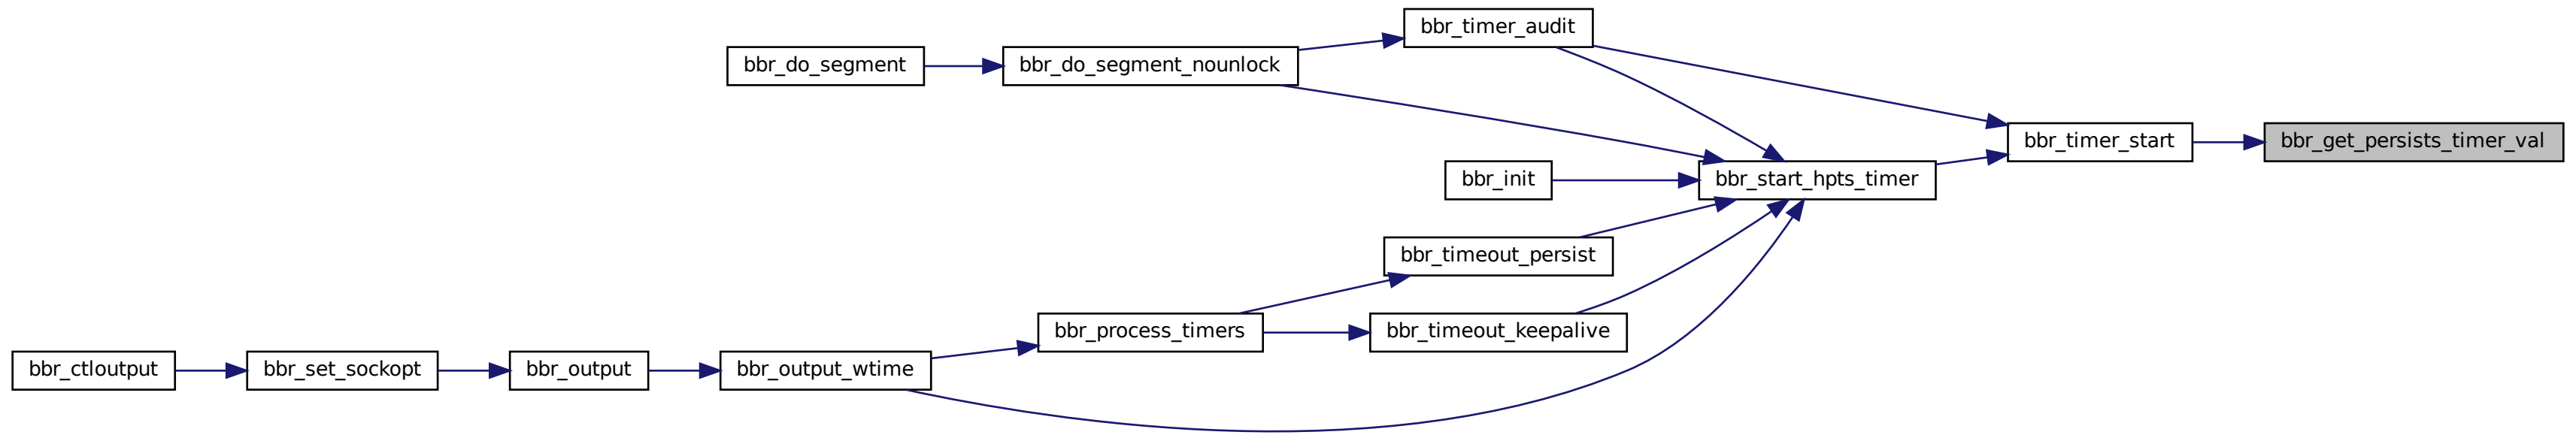 bbr_timer_audit
bbr_do_segment
bbr_do_segment_nounlock
bbr_timer_start
bbr_get_persists_timer_val
bbr_init
bbr_start_hpts_timer
bbr_timeout_persist
bbr_process_timers
bbr_timeout_keepalive
bbr_ctloutput
bbr_set_sockopt
bbr_output
bbr_output_wtime